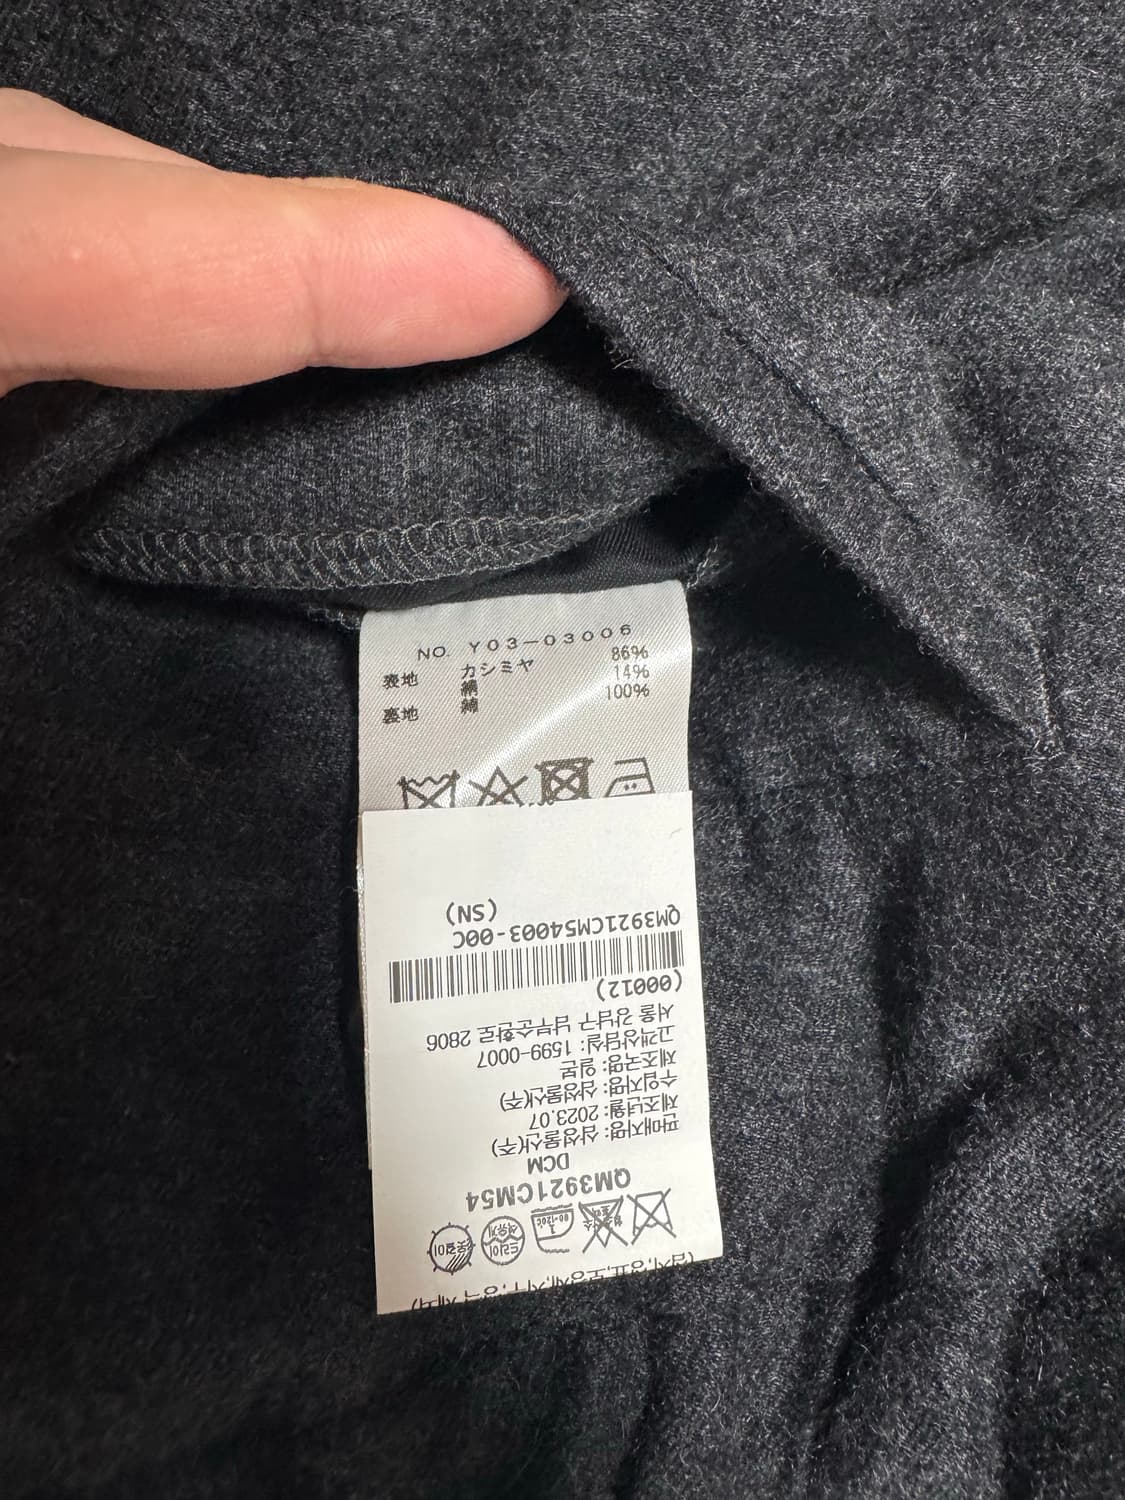 NO. Y03-03006
表地 カシミヤ 86%
絹 14%
裏地 綿 100%
QM3921CM54
DCM
판매자명: 삼성물산(주)
제조년월: 2023.07
수입자명: 삼성물산(주)
제조국명: 일본
고객상담실: 1599-0007
서울 강남구 남부순환로 2806
(00012)
QM3921CM54003-00C
(SN)